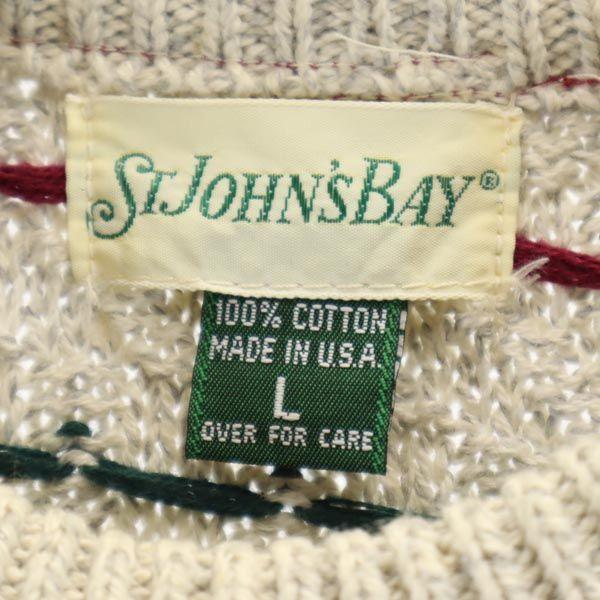 ST JOHN'S BAY®
100% COTTON
MADE IN U.S.A.
L
OVER FOR CARE